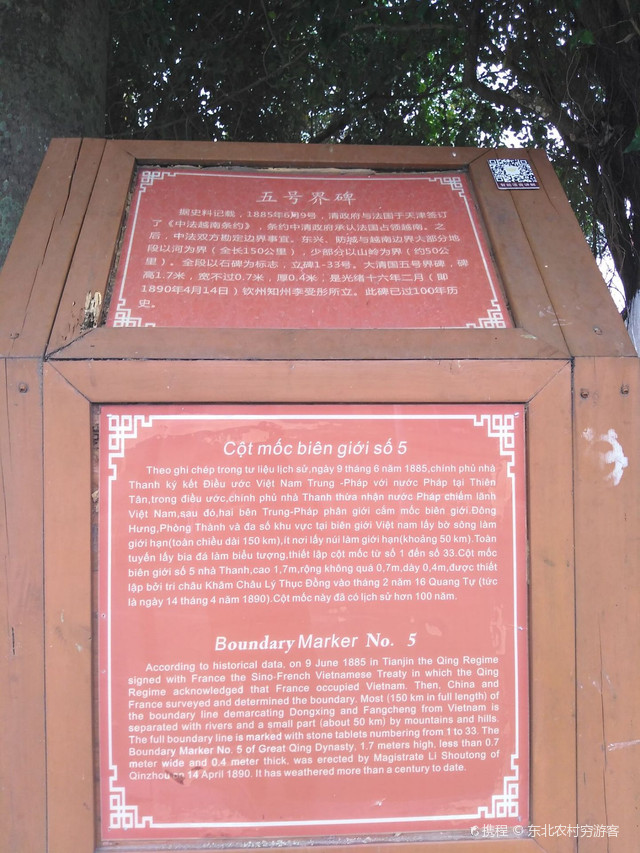 五号界碑
据史料记载，1885年6月9号，清政府与法国于天津签订
了《中法越南条约》，条约中清政府承认法国占领越南。之
后，中法双方勘定边界事宜。东兴、防城与越南边界大部分地
段以河为界（全长150公里），少部分以山岭为界（约50公
里）。全段以石碑为标志，立碑1-33号。大清国五号界碑，碑
高1.7米，宽不过0.7米，厚0.4米，是光绪十六年二月（即
1890年4月14日）钦州知州李受彤所立。此碑已过100年历
史。
Cột mốc biên giới số 5
Theo ghi chép trong tư liệu lịch sử,ngày 9 tháng 6 năm 1885,chính phủ nhà
Thanh ký kết Điều ước Việt Nam Trung -Pháp với nước Pháp tại Thiên
Tân,trong điều ước,chính phủ nhà Thanh thừa nhận nước Pháp chiếm lãnh
Việt Nam,sau đó,hai bên Trung-Pháp phân giới cắm mốc biên giới.Đông
Hưng,Phòng Thành và đa số khu vực tại biên giới Việt nam lấy bờ sông làm
giới hạn(toàn chiều dài 150 km),ít nơi lấy núi làm giới hạn(khoảng 50 km).Toàn
tuyến lấy bia đá làm biểu tượng,thiết lập cột mốc từ số 1 đến số 33.Cột mốc
biên giới số 5 nhà Thanh,cao 1,7m,rộng không quá 0,7m,dày 0,4m,được thiết
lập bởi tri châu Khâm Châu Lý Thục Đồng vào tháng 2 năm 16 Quang Tự (tức
là ngày 14 tháng 4 năm 1890).Cột mốc này đã có lịch sử hơn 100 năm.
Boundary Marker No. 5
According to historical data, on 9 June 1885 in Tianjin the Qing Regime
signed with France the Sino-French Vietnamese Treaty in which the Qing
Regime acknowledged that France occupied Vietnam. Then, China and
France surveyed and determined the boundary. Most (150 km in full length) of
the boundary line demarcating Dongxing and Fangcheng from Vietnam is
separated with rivers and a small part (about 50 km) by mountains and hills.
The full boundary line is marked with stone tablets numbering from 1 to 33. The
Boundary Marker No. 5 of Great Qing Dynasty, 1.7 meters high, less than 0.7
meter wide and 0.4 meter thick, was erected by Magistrate Li Shoutong of
Qinzhou on 14 April 1890. It has weathered more than a century to date.
携程 © 东北农村穷游客